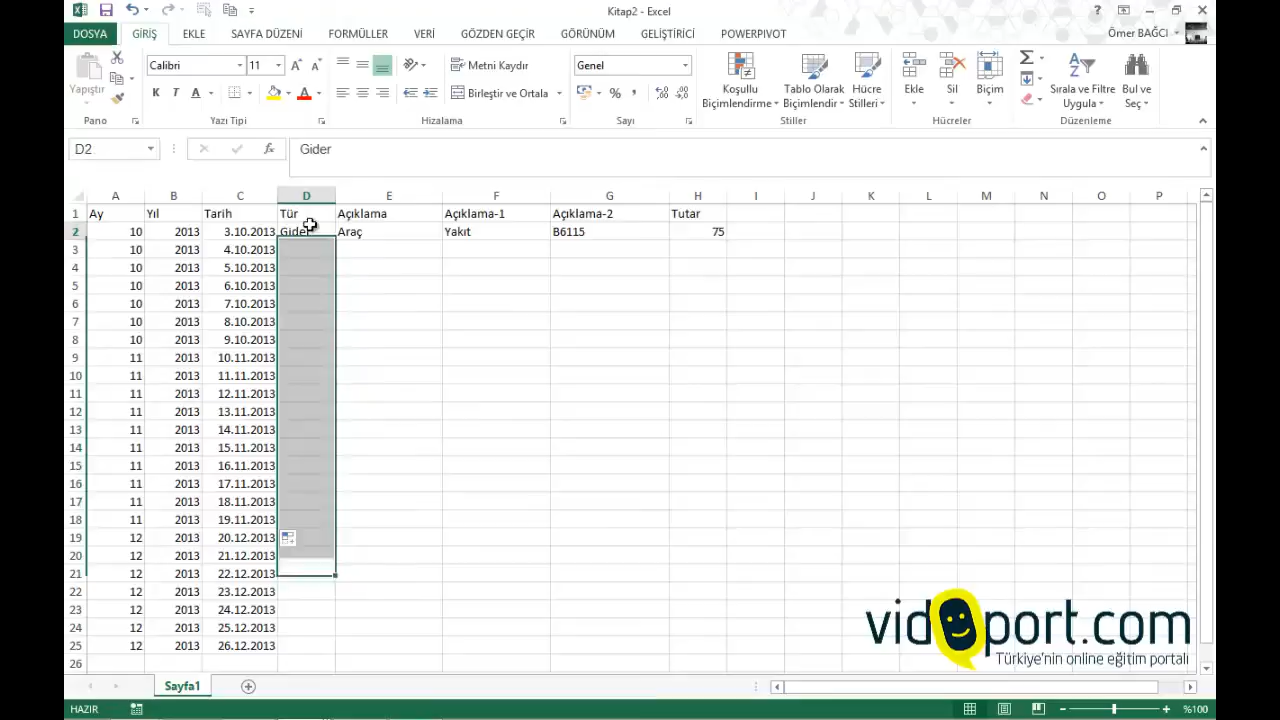 Kitap2 - Excel
DOSYA GİRİŞ EKLE SAYFA DÜZENİ FORMÜLLER VERİ GÖZDEN GEÇİR GÖRÜNÜM GELİŞTİRİCİ POWERPIVOT Ömer BAĞCI
Yapıştır
Calibri 11
Metni Kaydır
Genel
K T A
Birleştir ve Ortala
%
Koşullu Biçimlendirme
Tablo Olarak Biçimlendir
Hücre Stilleri
Ekle Sil Biçim
Sırala ve Filtre Uygula
Bul ve Seç
Pano Yazı Tipi Hizalama Sayı Stiller Hücreler Düzenleme
D2 fx Gider
A B C D E F G H I J K L M N O P
1 Ay Yıl Tarih Tür Açıklama Açıklama-1 Açıklama-2 Tutar
2 10 2013 3.10.2013 Gider Araç Yakıt B6115 75
3 10 2013 4.10.2013
4 10 2013 5.10.2013
5 10 2013 6.10.2013
6 10 2013 7.10.2013
7 10 2013 8.10.2013
8 10 2013 9.10.2013
9 11 2013 10.11.2013
10 11 2013 11.11.2013
11 11 2013 12.11.2013
12 11 2013 13.11.2013
13 11 2013 14.11.2013
14 11 2013 15.11.2013
15 11 2013 16.11.2013
16 11 2013 17.11.2013
17 11 2013 18.11.2013
18 11 2013 19.11.2013
19 12 2013 20.12.2013
20 12 2013 21.12.2013
21 12 2013 22.12.2013
22 12 2013 23.12.2013
23 12 2013 24.12.2013
24 12 2013 25.12.2013
25 12 2013 26.12.2013
26
videoport.com
Türkiye'nin online eğitim portalı
Sayfa1
HAZIR %100